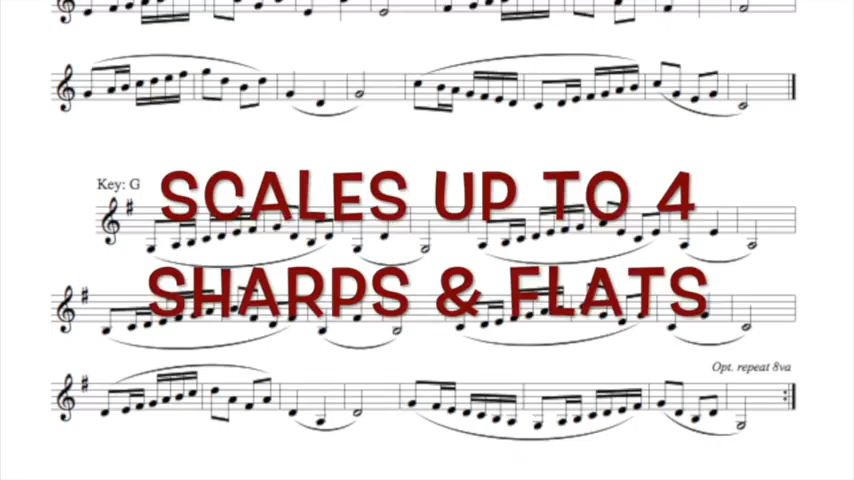 Key: G
SCALES UP TO 4
SHARPS & FLATS
Opt. repeat 8va